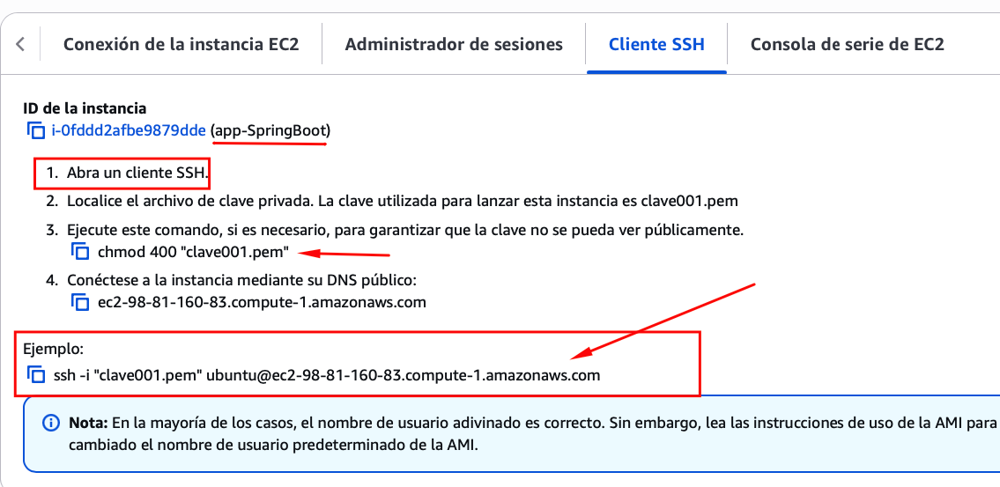 Conexión de la instancia EC2
Administrador de sesiones
Cliente SSH
Consola de serie de EC2
ID de la instancia
i-0fddd2afbe9879dde (app-SpringBoot)
1. Abra un cliente SSH.
2. Localice el archivo de clave privada. La clave utilizada para lanzar esta instancia es clave001.pem
3. Ejecute este comando, si es necesario, para garantizar que la clave no se pueda ver públicamente.
chmod 400 "clave001.pem"
4. Conéctese a la instancia mediante su DNS público:
ec2-98-81-160-83.compute-1.amazonaws.com
Ejemplo:
ssh -i "clave001.pem" ubuntu@ec2-98-81-160-83.compute-1.amazonaws.com
Nota: En la mayoría de los casos, el nombre de usuario adivinado es correcto. Sin embargo, lea las instrucciones de uso de la AMI para
cambiado el nombre de usuario predeterminado de la AMI.